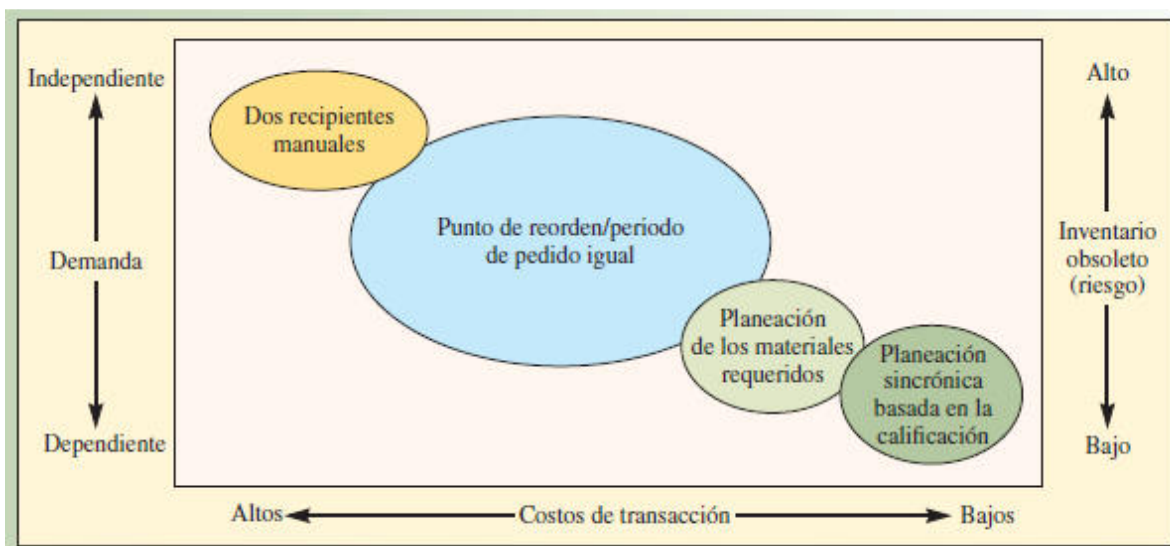 Independiente
Demanda
Dependiente
Dos recipientes
manuales
Punto de reorden/periodo
de pedido igual
Planeación
de los materiales
requeridos
Planeación
sincrónica
basada en la
calificación
Alto
Inventario
obsoleto
(riesgo)
Bajo
Altos
Costos de transacción
Bajos